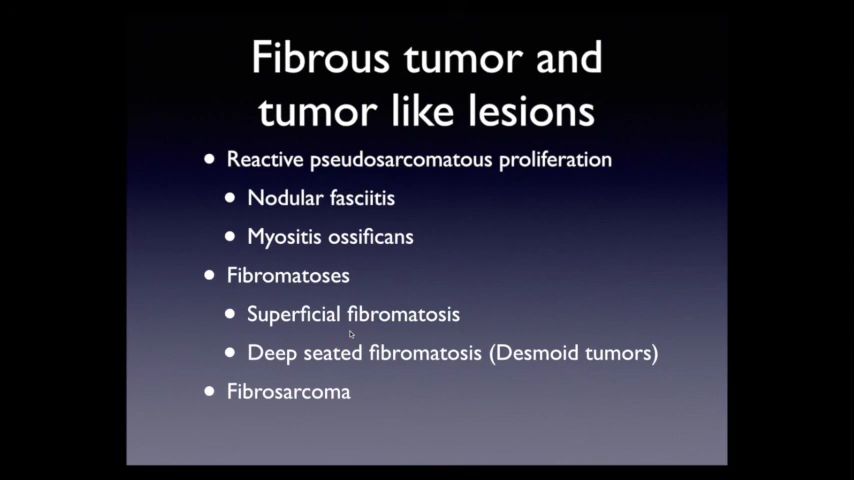 Fibrous tumor and
tumor like lesions
• Reactive pseudosarcomatous proliferation
• Nodular fasciitis
• Myositis ossificans
• Fibromatoses
• Superficial fibromatosis
• Deep seated fibromatosis (Desmoid tumors)
• Fibrosarcoma